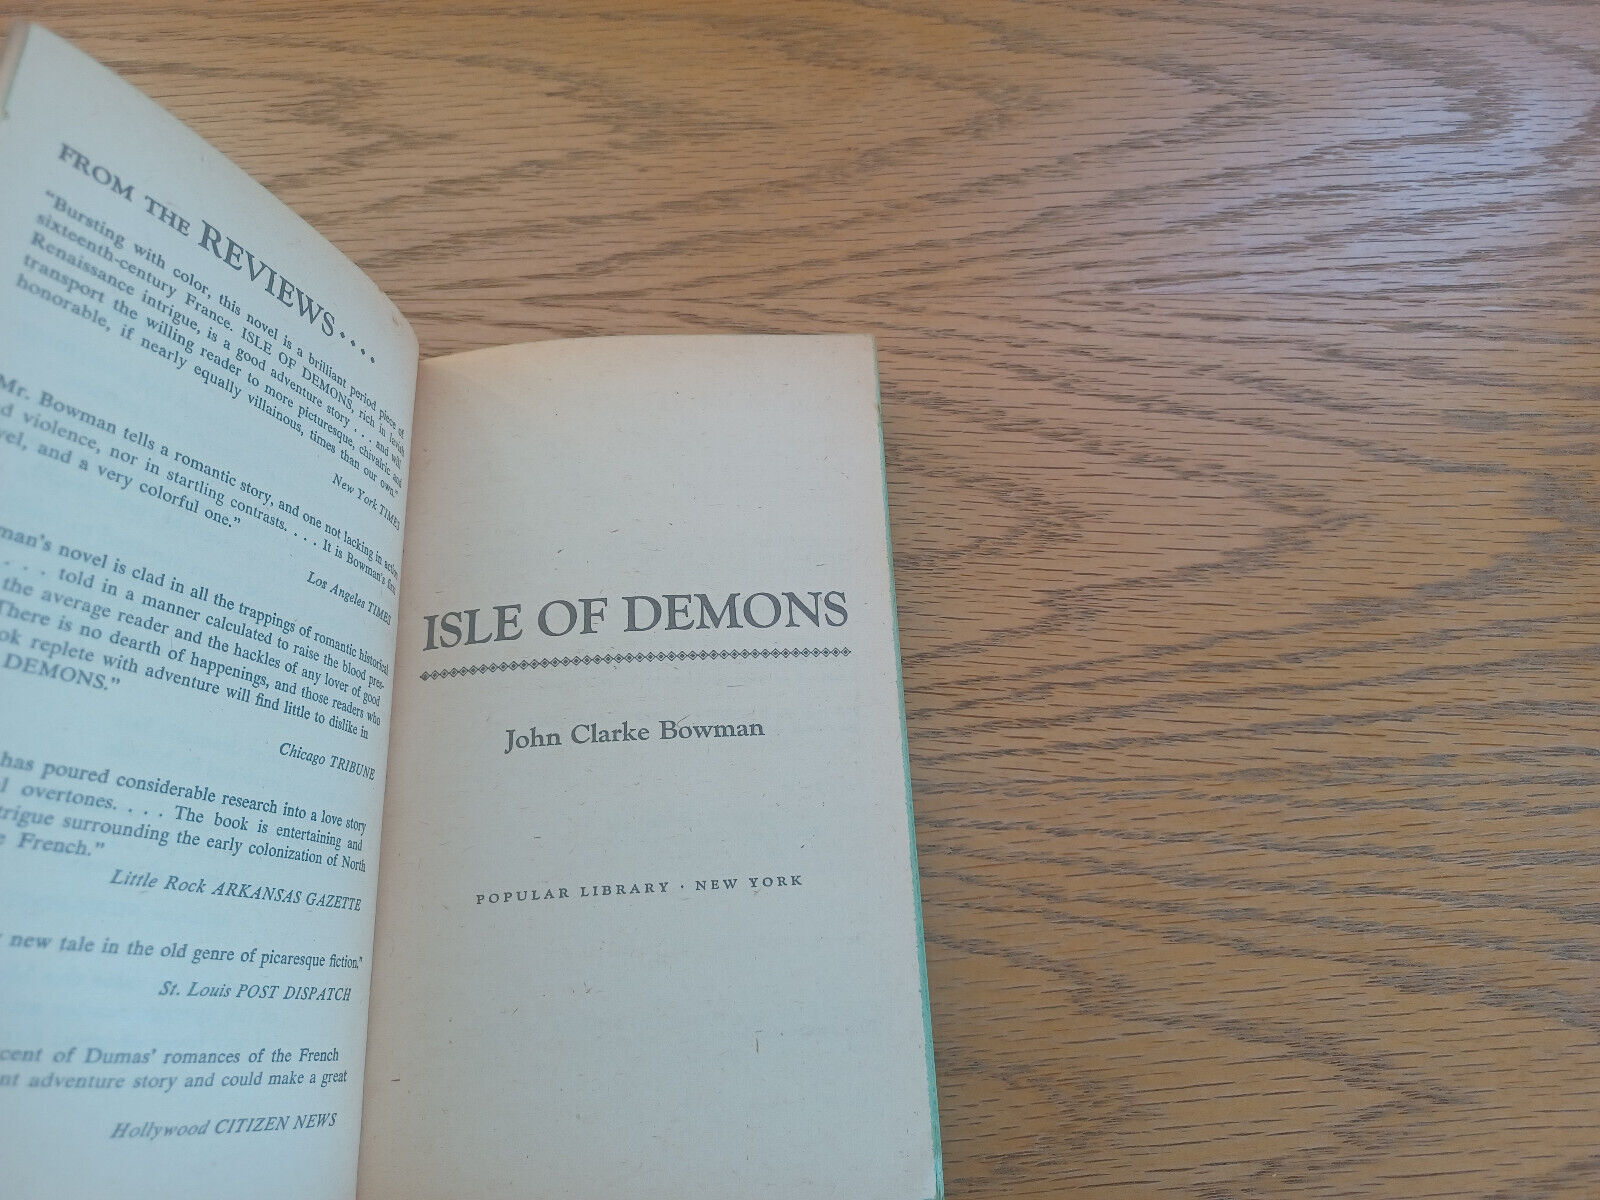 FROM THE REVIEWS....
"Bursting with color, this novel is a brilliant period piece of
sixteenth-century France. ISLE OF DEMONS, rich in lavish
Renaissance intrigue, is a good adventure story . . . and will
transport the willing reader to more picturesque, chivalric and
honorable, if nearly equally villainous, times than our own."
New York TIMES
Mr. Bowman tells a romantic story, and one not lacking in action
violence, nor in startling contrasts. . . . It is Bowman's first
and a very colorful one."
Los Angeles TIMES
man's novel is clad in all the trappings of romantic historical
. . . told in a manner calculated to raise the blood pres-
the average reader and the hackles of any lover of good
There is no dearth of happenings, and those readers who
ok replete with adventure will find little to dislike in
DEMONS."
Chicago TRIBUNE
has poured considerable research into a love story
l overtones. . . . The book is entertaining and
trigue surrounding the early colonization of North
e French."
Little Rock ARKANSAS GAZETTE
new tale in the old genre of picaresque fiction."
St. Louis POST DISPATCH
cent of Dumas' romances of the French
nt adventure story and could make a great
Hollywood CITIZEN NEWS
ISLE OF DEMONS
John Clarke Bowman
POPULAR LIBRARY · NEW YORK